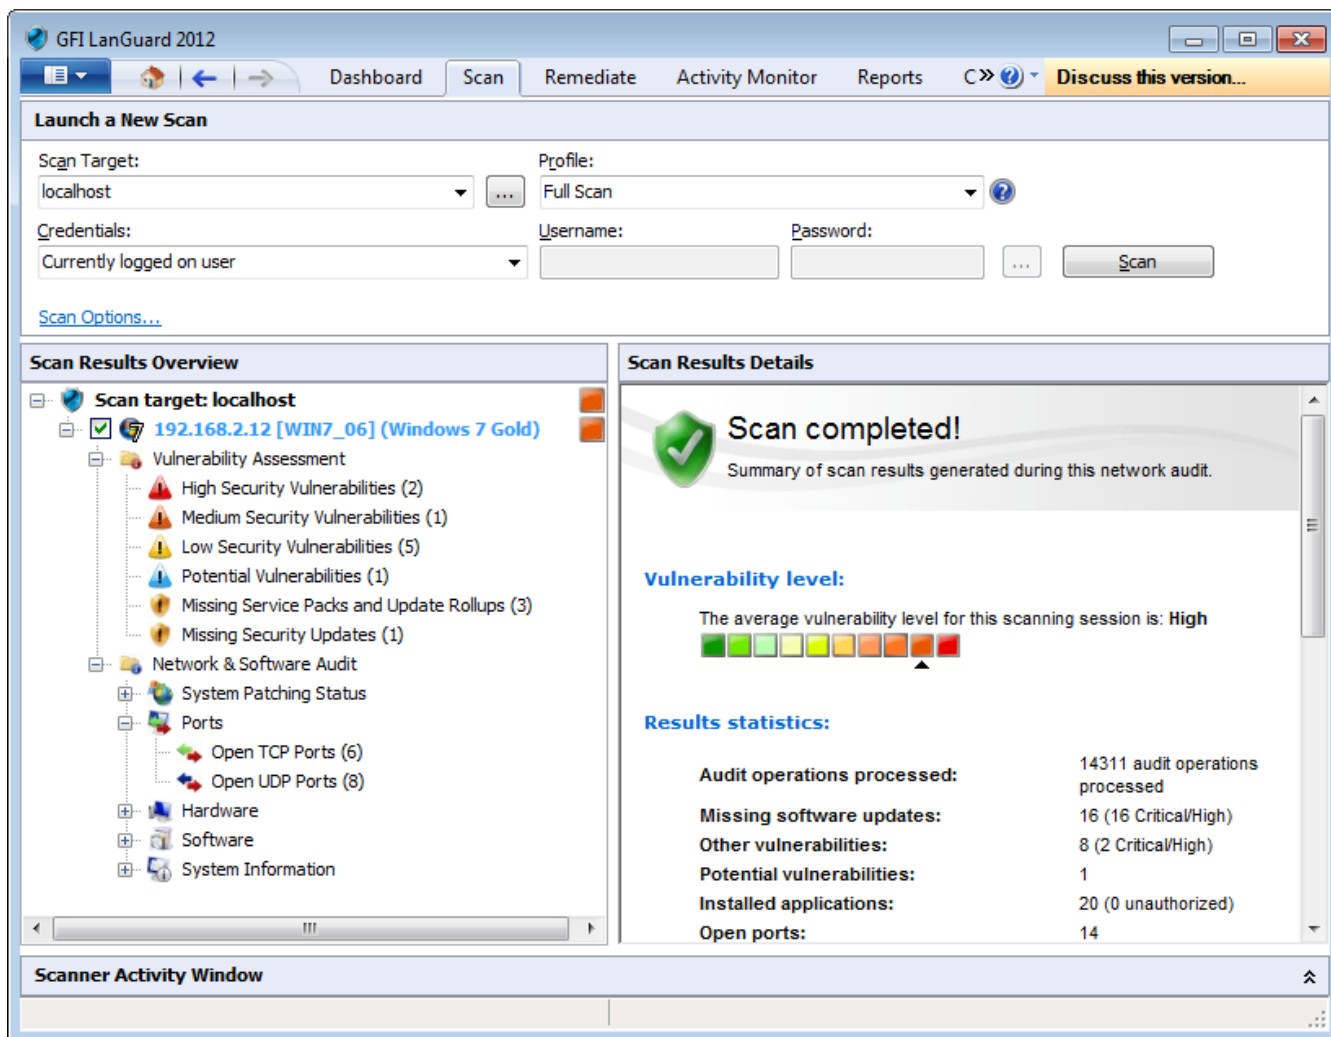 GFI LanGuard 2012
Dashboard Scan Remediate Activity Monitor Reports C» Discuss this version...
Launch a New Scan
Scan Target: Profile:
localhost ... Full Scan
Credentials: Username: Password:
Currently logged on user ... Scan
Scan Options...
Scan Results Overview
Scan target: localhost
192.168.2.12 [WIN7_06] (Windows 7 Gold)
Vulnerability Assessment
High Security Vulnerabilities (2)
Medium Security Vulnerabilities (1)
Low Security Vulnerabilities (5)
Potential Vulnerabilities (1)
Missing Service Packs and Update Rollups (3)
Missing Security Updates (1)
Network & Software Audit
System Patching Status
Ports
Open TCP Ports (6)
Open UDP Ports (8)
Hardware
Software
System Information
Scan Results Details
Scan completed!
Summary of scan results generated during this network audit.
Vulnerability level:
The average vulnerability level for this scanning session is: High
Results statistics:
Audit operations processed: 14311 audit operations
processed
Missing software updates: 16 (16 Critical/High)
Other vulnerabilities: 8 (2 Critical/High)
Potential vulnerabilities: 1
Installed applications: 20 (0 unauthorized)
Open ports: 14
Scanner Activity Window